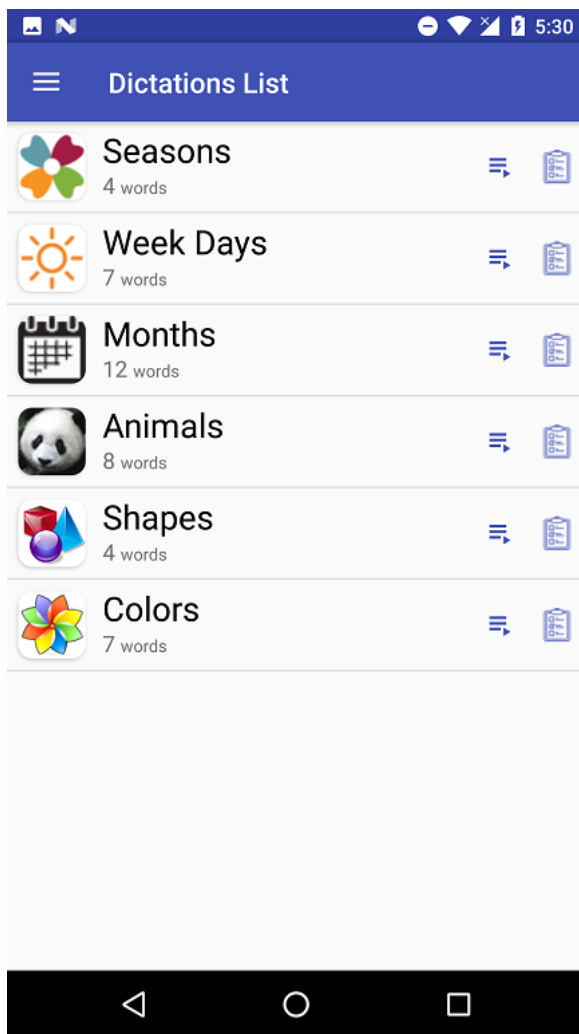 5:30
Dictations List
Seasons
4 words
Week Days
7 words
Months
12 words
Animals
8 words
Shapes
4 words
Colors
7 words